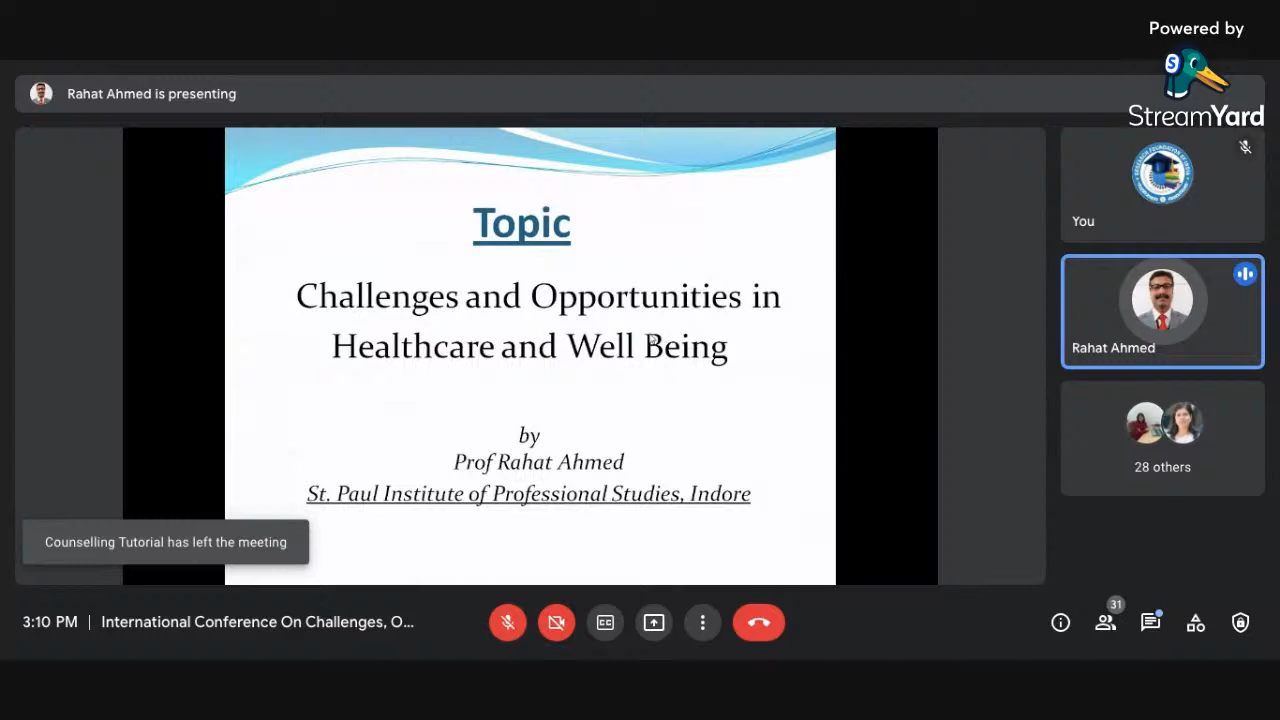 Powered by
StreamYard
Rahat Ahmed is presenting
Topic
Challenges and Opportunities in
Healthcare and Well Being
by
Prof Rahat Ahmed
St. Paul Institute of Professional Studies, Indore
You
Rahat Ahmed
28 others
Counselling Tutorial has left the meeting
3:10 PM | International Conference On Challenges, O...
31